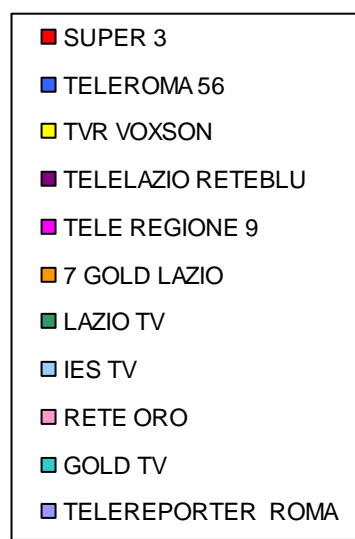 SUPER 3
TELEROMA 56
TVR VOXSON
TELELAZIO RETEBLU
TELE REGIONE 9
7 GOLD LAZIO
LAZIO TV
IES TV
RETE ORO
GOLD TV
TELEREPORTER ROMA